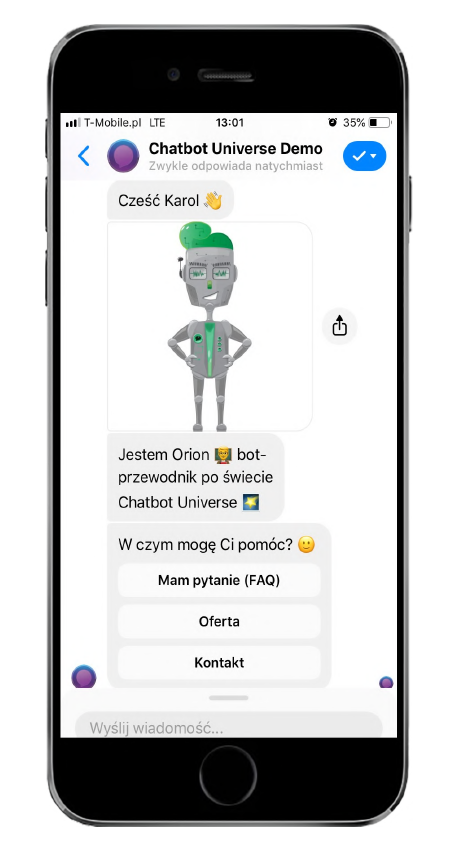 T-Mobile.pl LTE 13:01 35%
Chatbot Universe Demo
Zwykle odpowiada natychmiast
Cześć Karol 👋
Jestem Orion 👨‍🏫 bot-
przewodnik po świecie
Chatbot Universe 🌠
W czym mogę Ci pomóc? 🙂
Mam pytanie (FAQ)
Oferta
Kontakt
Wyślij wiadomość...